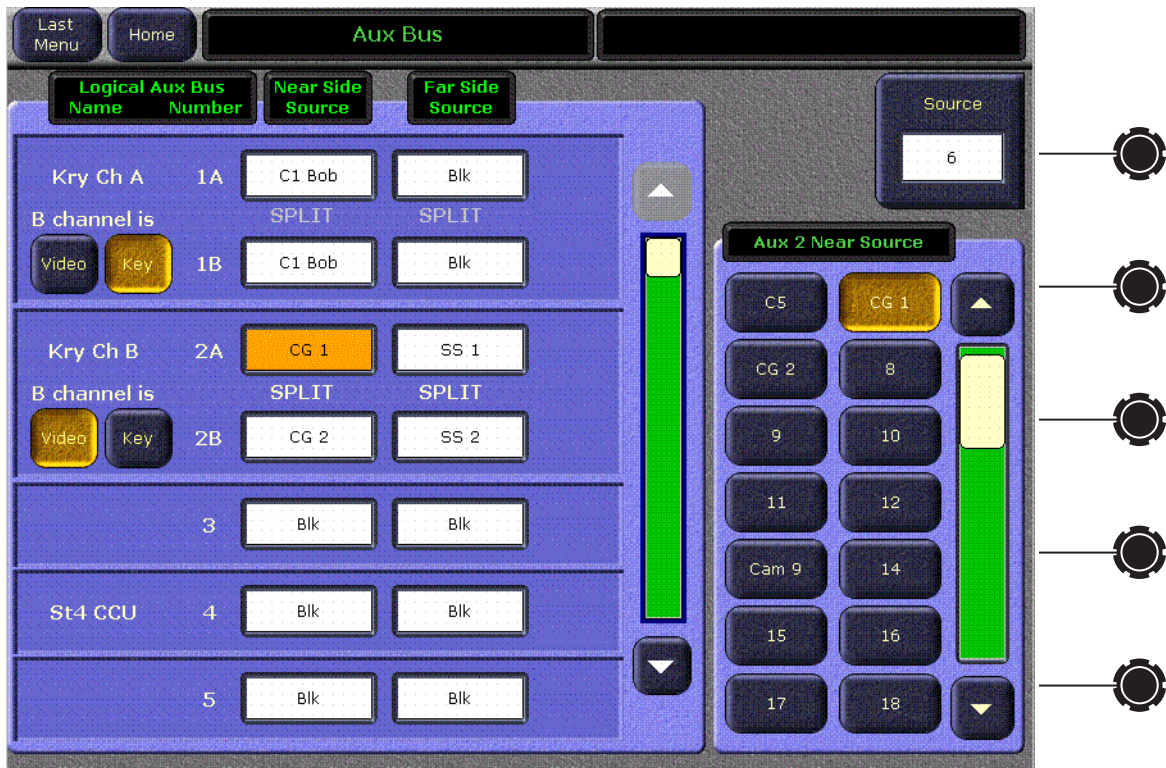 Last
Menu
Home
Aux Bus
Logical Aux Bus
Name Number
Near Side
Source
Far Side
Source
Source
6
Kry Ch A 1A C1 Bob Blk
B channel is SPLIT SPLIT
Video Key 1B C1 Bob Blk
Kry Ch B 2A CG 1 SS 1
B channel is SPLIT SPLIT
Video Key 2B CG 2 SS 2
3 Blk Blk
St4 CCU 4 Blk Blk
5 Blk Blk
Aux 2 Near Source
C5 CG 1
CG 2 8
9 10
11 12
Cam 9 14
15 16
17 18